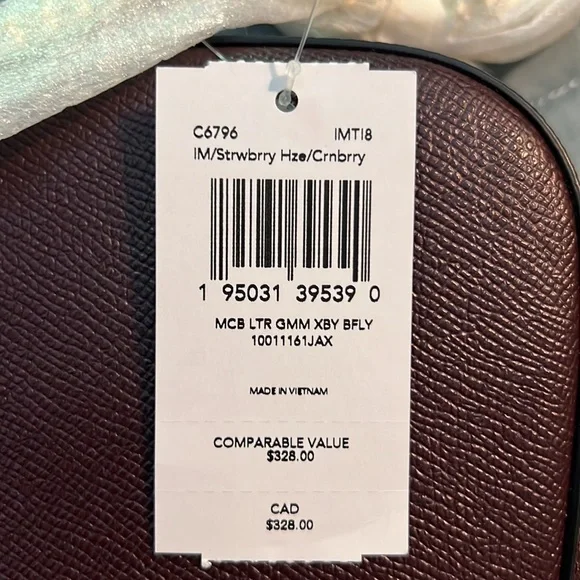 C6796 IMTI8
IM/Strwbrry Hze/Crnbrry
1 95031 39539 0
MCB LTR GMM XBY BFLY
10011161JAX
MADE IN VIETNAM
COMPARABLE VALUE
$328.00
CAD
$328.00